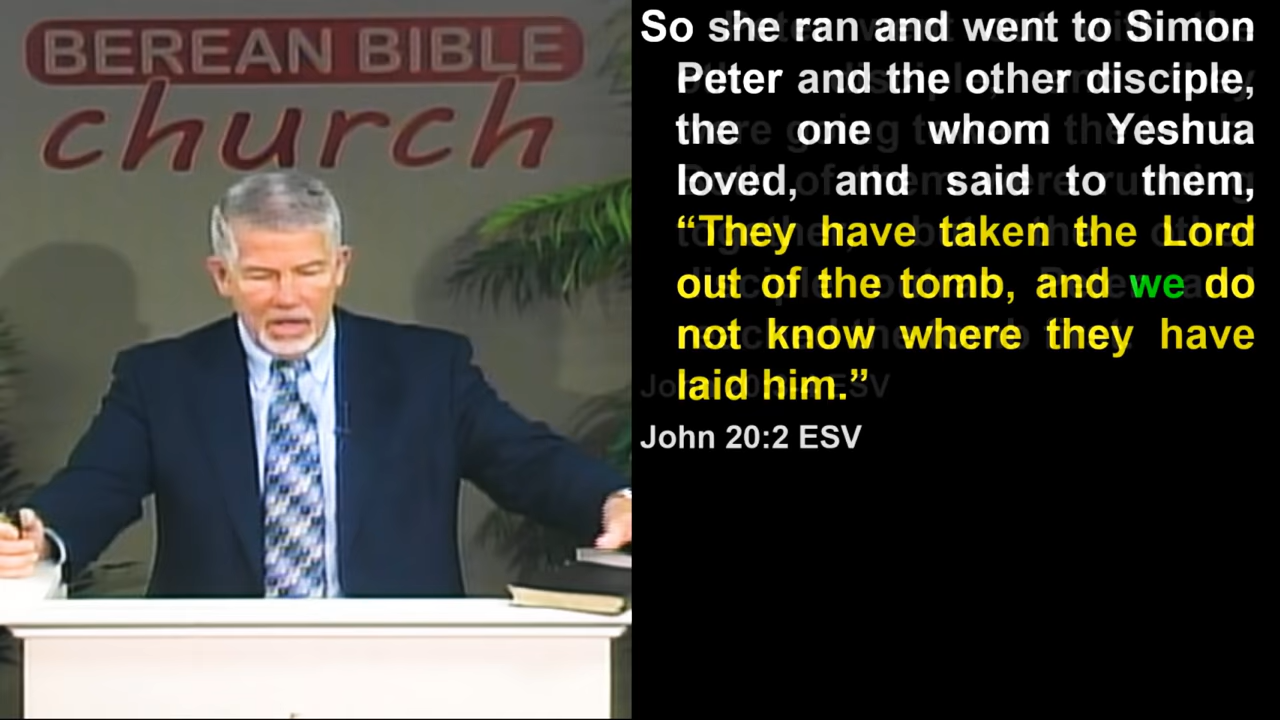 BEREAN BIBLE
church
So she ran and went to Simon
Peter and the other disciple,
the one whom Yeshua
loved, and said to them,
“They have taken the Lord
out of the tomb, and we do
not know where they have
laid him.”
John 20:2 ESV